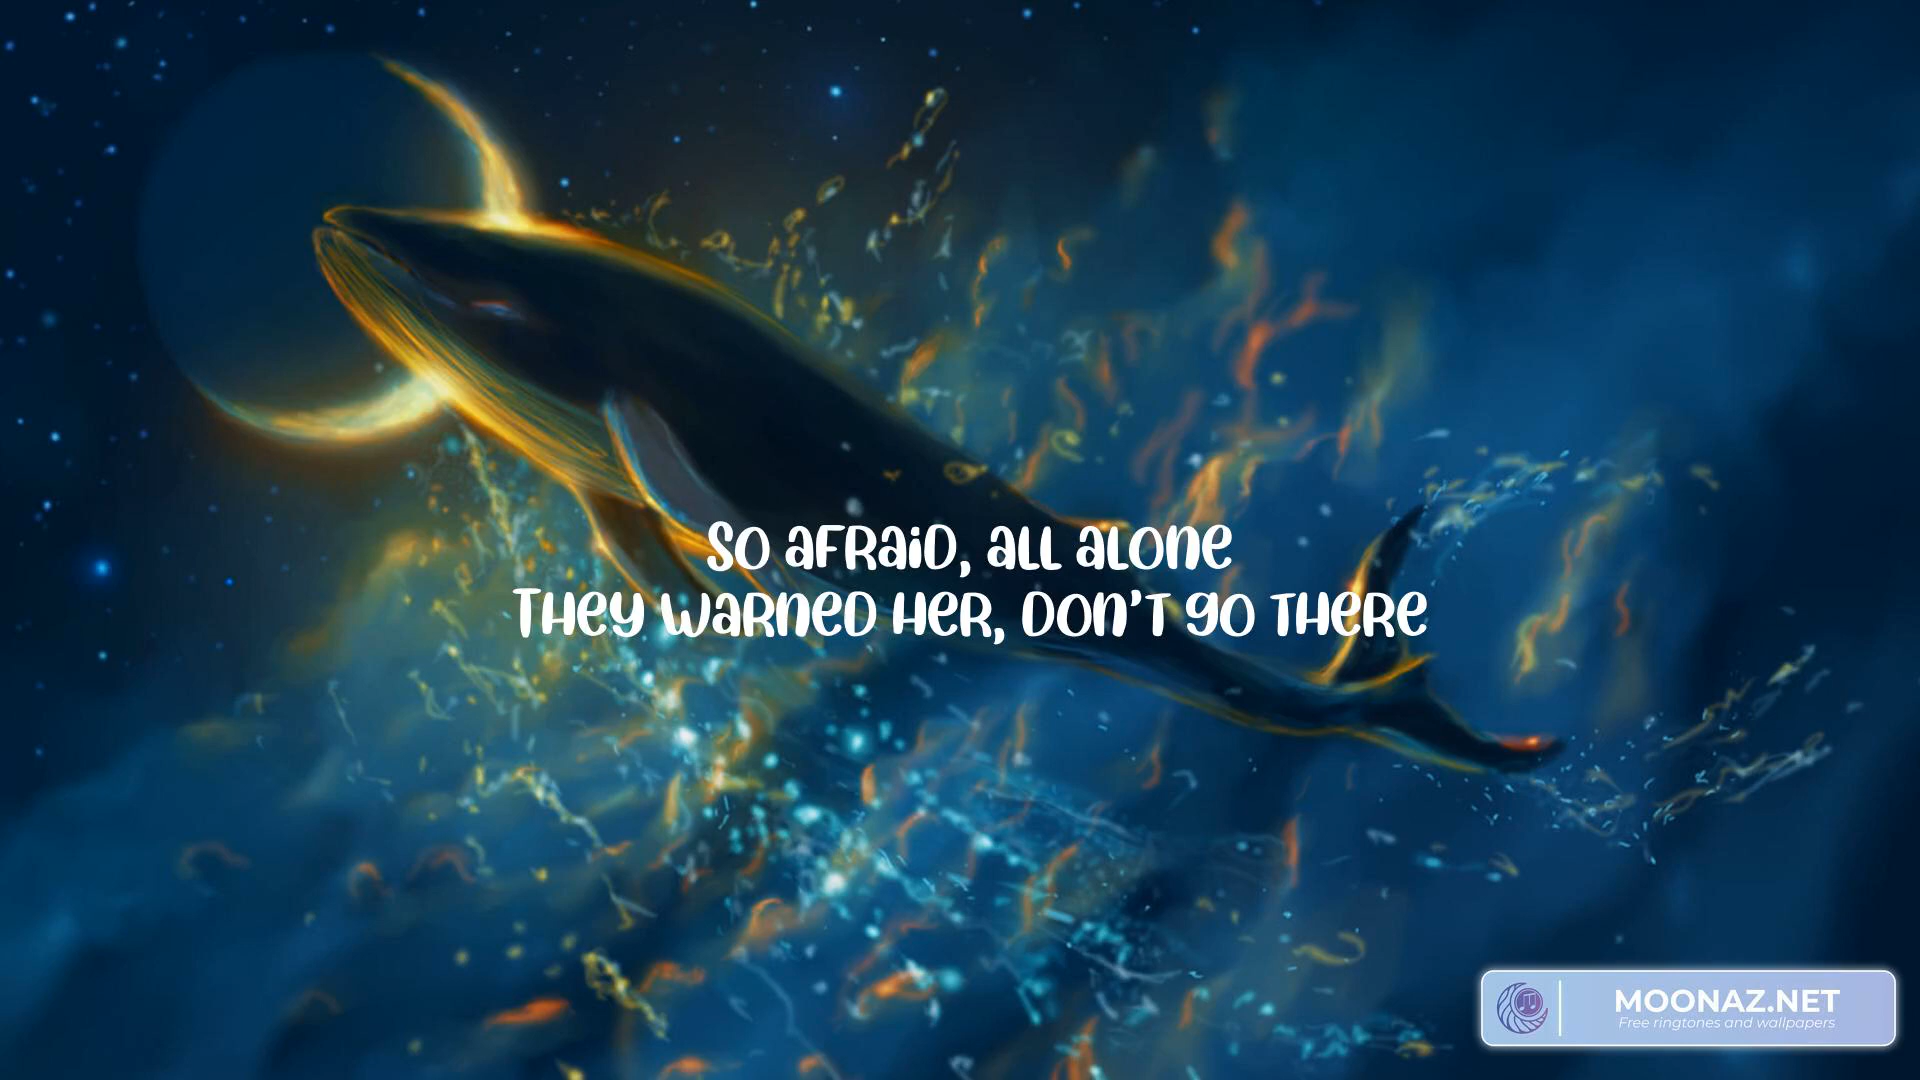 So afraid, all alone
They warned her, don't go there
MOONAZ.NET
Free ringtones and wallpapers